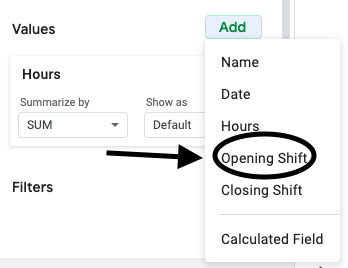 Values
Add
Hours
Summarize by
Show as
SUM
Default
Filters
Name
Date
Hours
Opening Shift
Closing Shift
Calculated Field